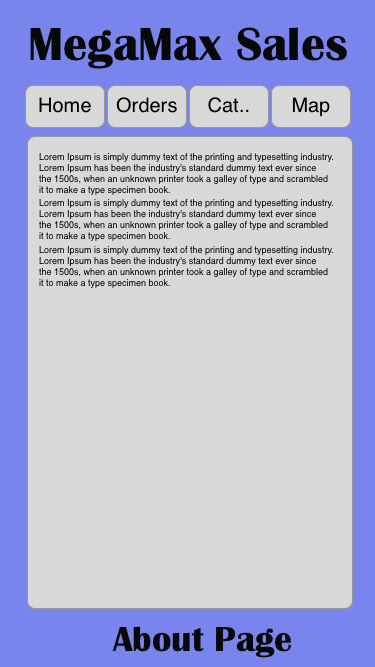 MegaMax Sales
Home Orders Cat.. Map
Lorem Ipsum is simply dummy text of the printing and typesetting industry.
Lorem Ipsum has been the industry's standard dummy text ever since
the 1500s, when an unknown printer took a galley of type and scrambled
it to make a type specimen book.
Lorem Ipsum is simply dummy text of the printing and typesetting industry.
Lorem Ipsum has been the industry's standard dummy text ever since
the 1500s, when an unknown printer took a galley of type and scrambled
it to make a type specimen book.
Lorem Ipsum is simply dummy text of the printing and typesetting industry.
Lorem Ipsum has been the industry's standard dummy text ever since
the 1500s, when an unknown printer took a galley of type and scrambled
it to make a type specimen book.
About Page